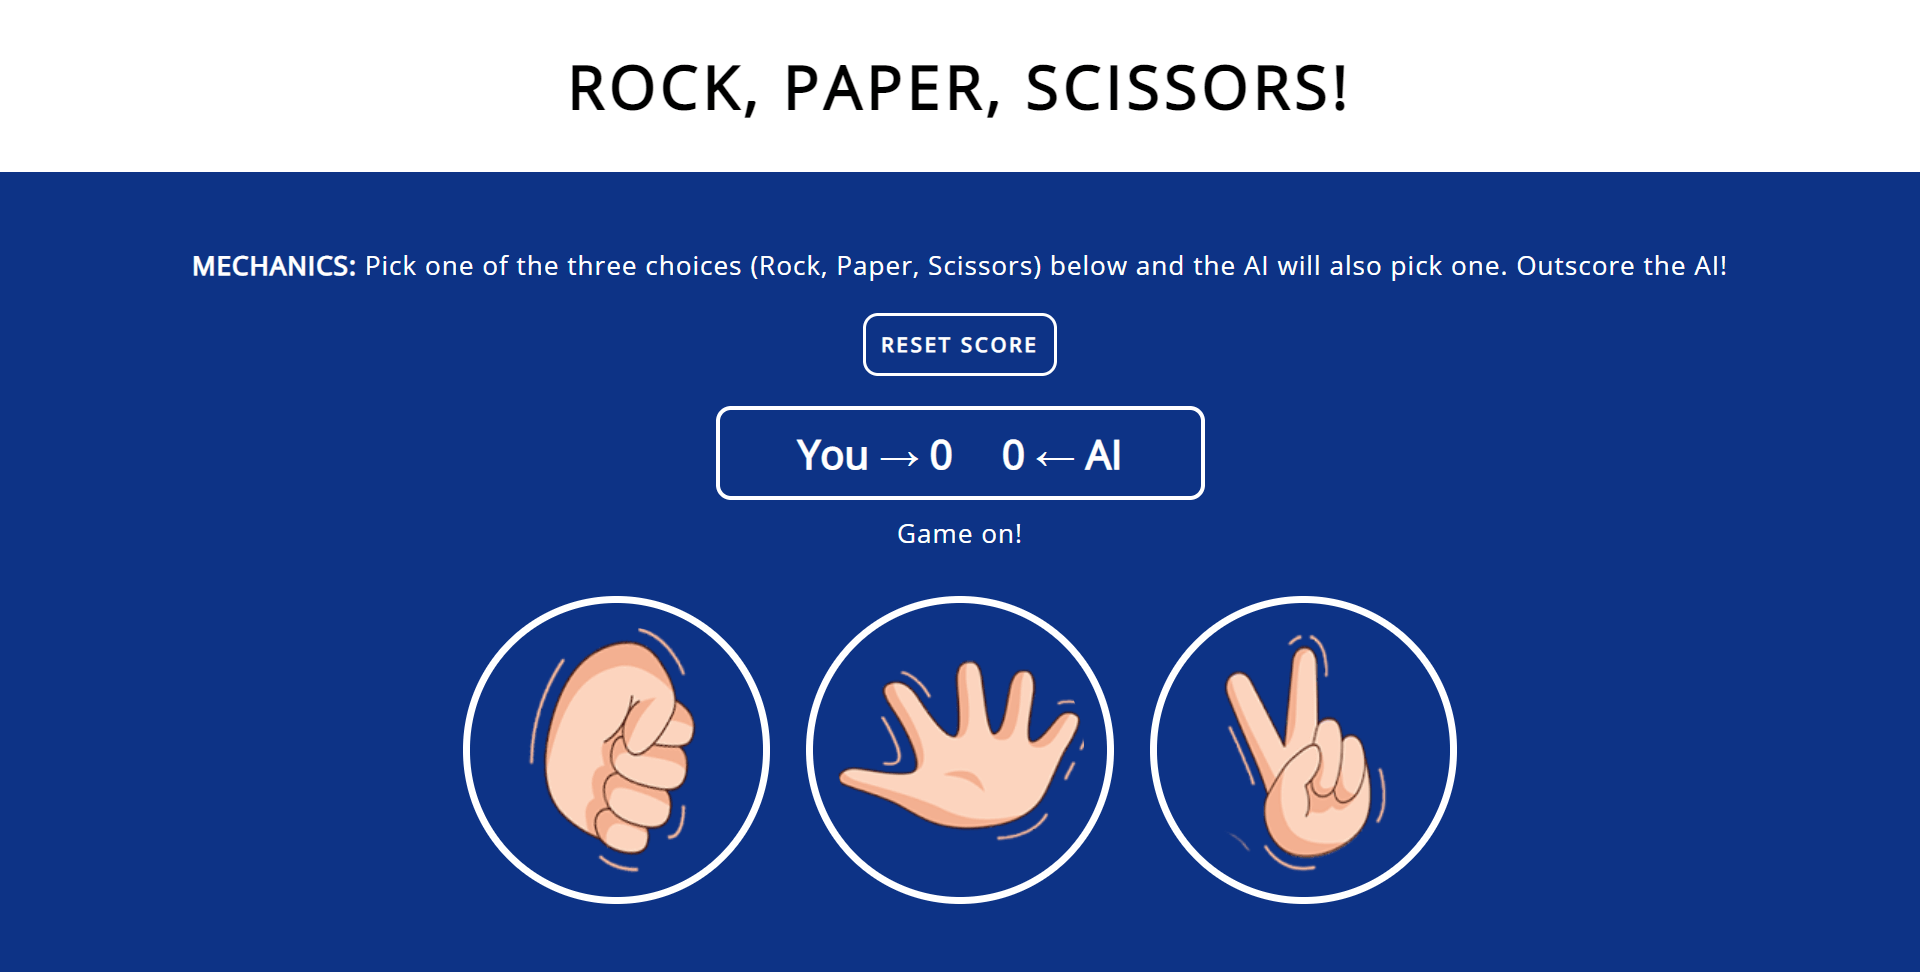 ROCK, PAPER, SCISSORS!
MECHANICS: Pick one of the three choices (Rock, Paper, Scissors) below and the AI will also pick one. Outscore the AI!
RESET SCORE
You → 0 0 ← AI
Game on!